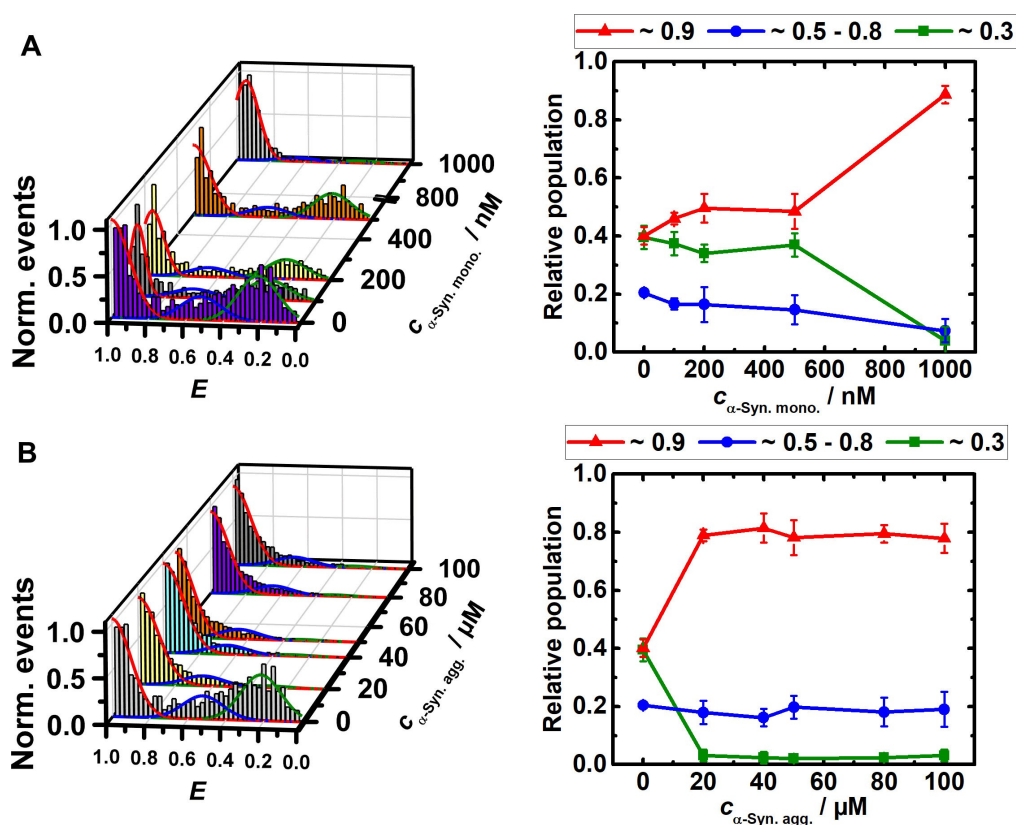 A
~ 0.9 ~ 0.5 - 0.8 ~ 0.3
Norm. events
1.0
0.5
0.0
1.0 0.8 0.6 0.4 0.2 0.0
E
0
200
400
800
1000
c α-Syn. mono. / nM
Relative population
1.0
0.8
0.6
0.4
0.2
0.0
0 200 400 600 800 1000
c α-Syn. mono. / nM
B
~ 0.9 ~ 0.5 - 0.8 ~ 0.3
Norm. events
1.0
0.5
0.0
1.0 0.8 0.6 0.4 0.2 0.0
E
0
20
40
60
80
100
c α-Syn. agg. / µM
Relative population
1.0
0.8
0.6
0.4
0.2
0.0
0 20 40 60 80 100
c α-Syn. agg. / µM